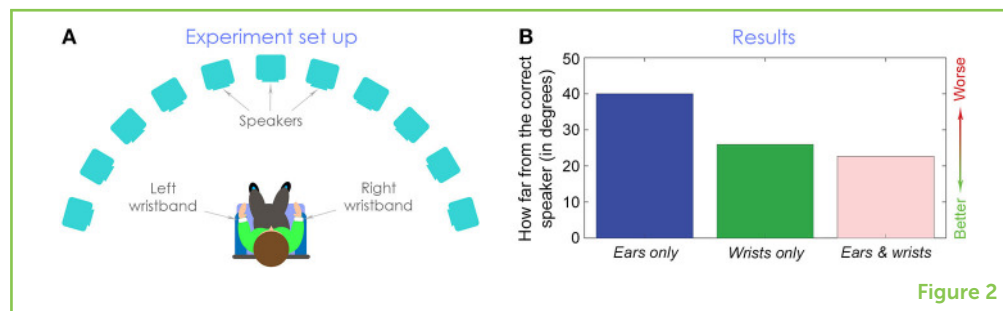 A
Experiment set up
Speakers
Left
wristband
Right
wristband
B
Results
How far from the correct
speaker (in degrees)
50
40
30
20
10
0
Ears only
Wrists only
Ears & wrists
Worse
Better
Figure 2